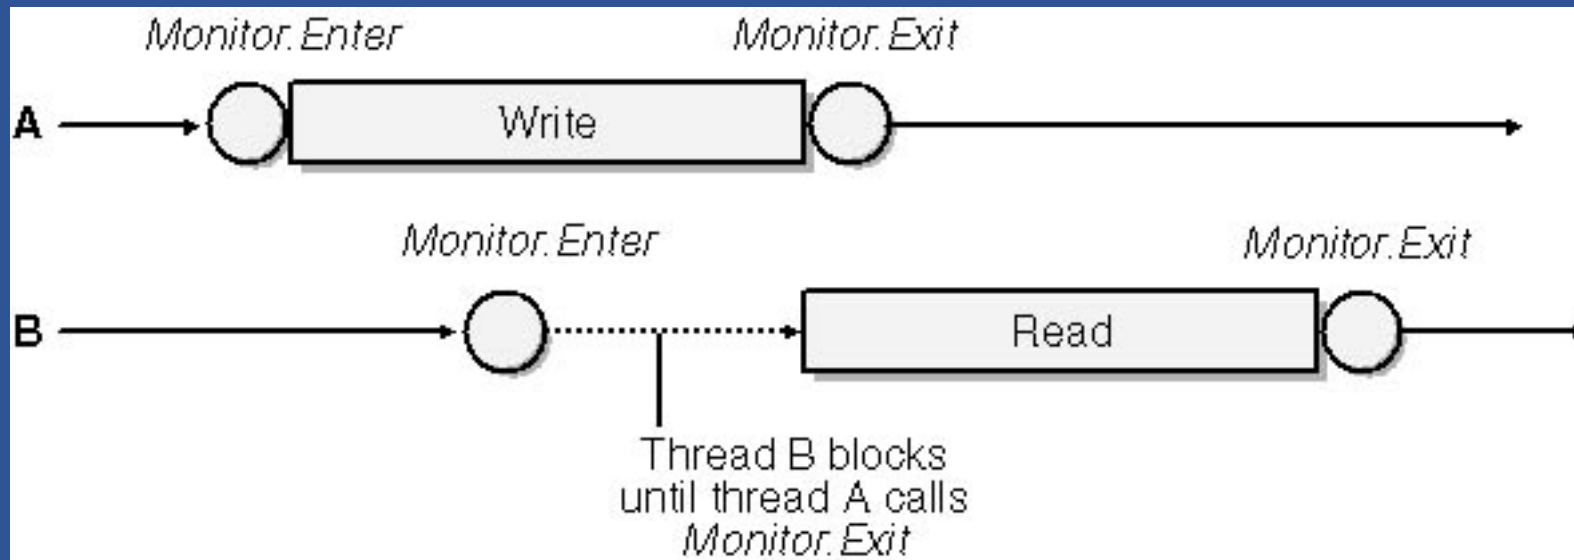 Monitor.Enter Monitor.Exit
A Write
Monitor.Enter Monitor.Exit
B Read
Thread B blocks
until thread A calls
Monitor.Exit